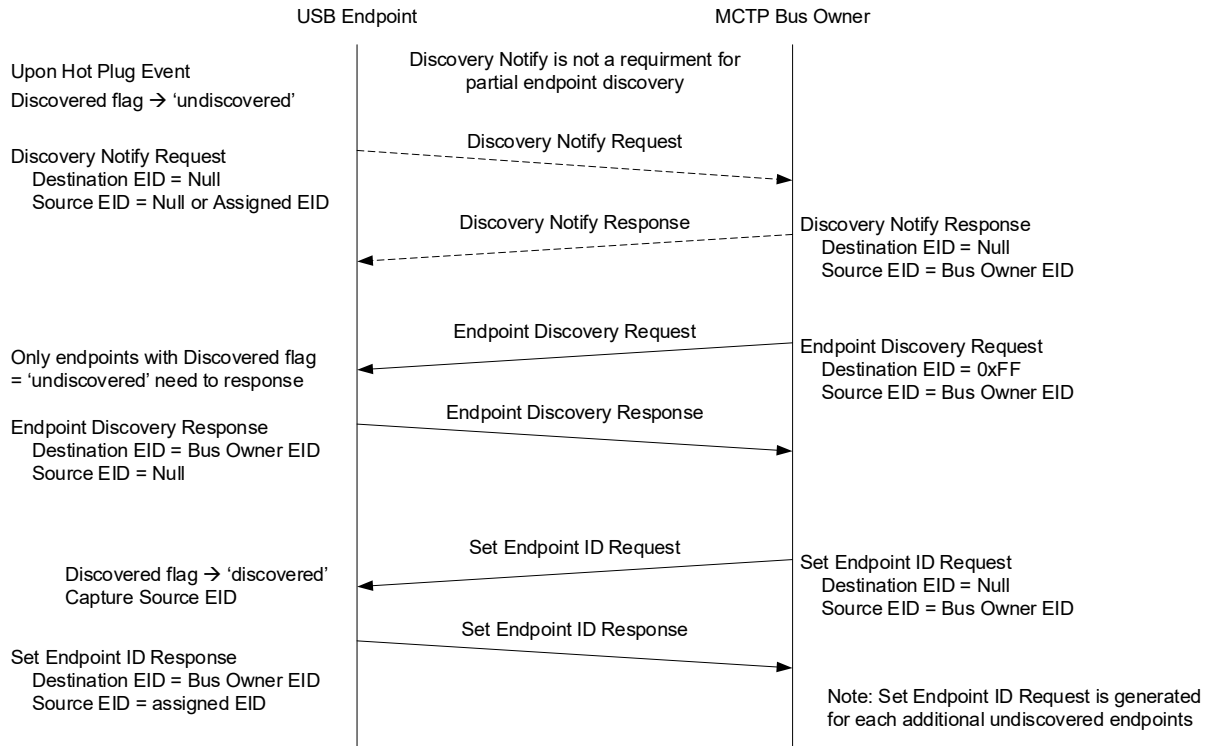 USB Endpoint
MCTP Bus Owner
Upon Hot Plug Event
Discovered flag → ‘undiscovered’
Discovery Notify is not a requirment for
partial endpoint discovery
Discovery Notify Request
Discovery Notify Request
Destination EID = Null
Source EID = Null or Assigned EID
Discovery Notify Response
Discovery Notify Response
Destination EID = Null
Source EID = Bus Owner EID
Endpoint Discovery Request
Endpoint Discovery Request
Destination EID = 0xFF
Source EID = Bus Owner EID
Only endpoints with Discovered flag
= ‘undiscovered’ need to response
Endpoint Discovery Response
Endpoint Discovery Response
Destination EID = Bus Owner EID
Source EID = Null
Set Endpoint ID Request
Set Endpoint ID Request
Destination EID = Null
Source EID = Bus Owner EID
Discovered flag → ‘discovered’
Capture Source EID
Set Endpoint ID Response
Set Endpoint ID Response
Destination EID = Bus Owner EID
Source EID = assigned EID
Note: Set Endpoint ID Request is generated
for each additional undiscovered endpoints